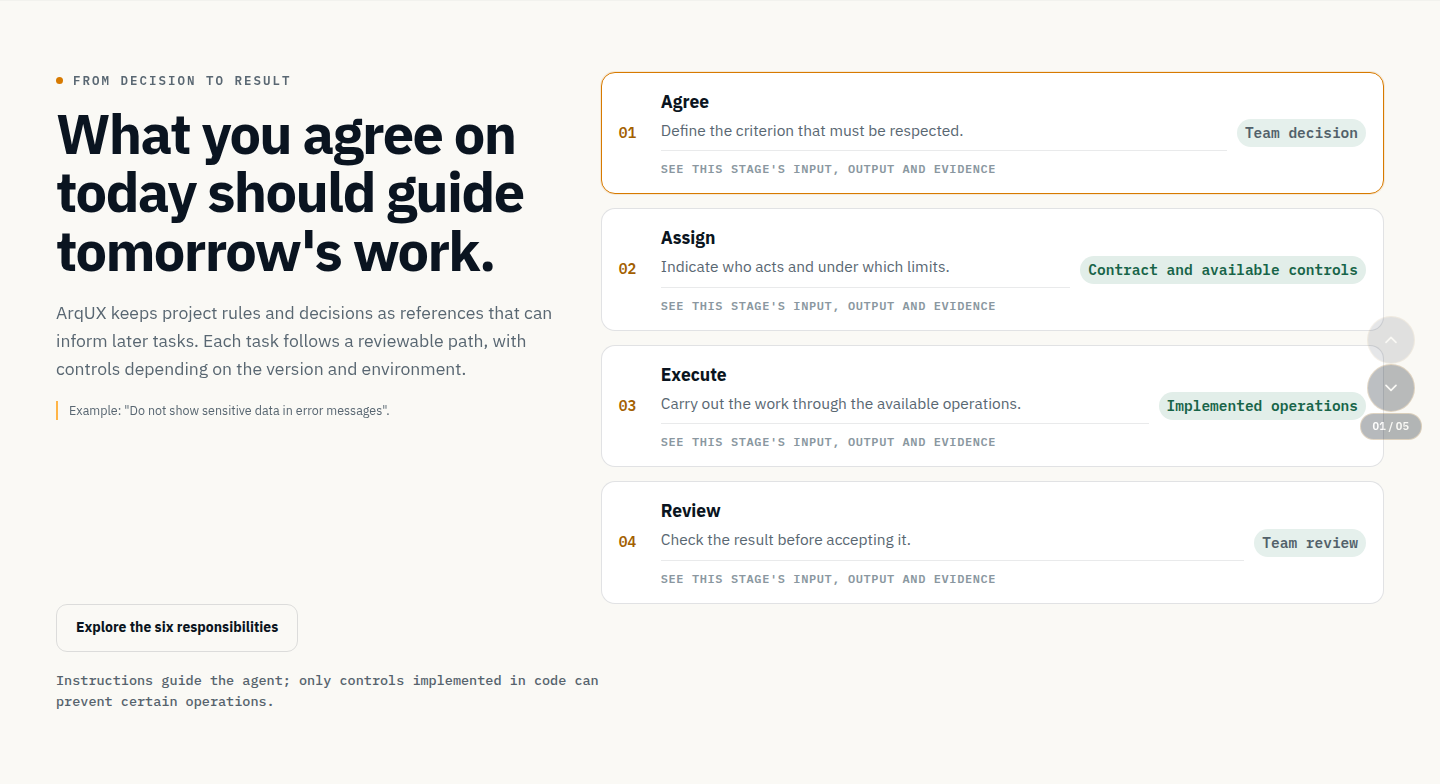 FROM DECISION TO RESULT
What you agree on
today should guide
tomorrow's work.
ArqUX keeps project rules and decisions as references that can
inform later tasks. Each task follows a reviewable path, with
controls depending on the version and environment.
Example: "Do not show sensitive data in error messages".
Explore the six responsibilities
Instructions guide the agent; only controls implemented in code can
prevent certain operations.
01
Agree
Define the criterion that must be respected.
Team decision
SEE THIS STAGE'S INPUT, OUTPUT AND EVIDENCE
02
Assign
Indicate who acts and under which limits.
Contract and available controls
SEE THIS STAGE'S INPUT, OUTPUT AND EVIDENCE
03
Execute
Carry out the work through the available operations.
Implemented operations
SEE THIS STAGE'S INPUT, OUTPUT AND EVIDENCE
04
Review
Check the result before accepting it.
Team review
SEE THIS STAGE'S INPUT, OUTPUT AND EVIDENCE
01 / 05